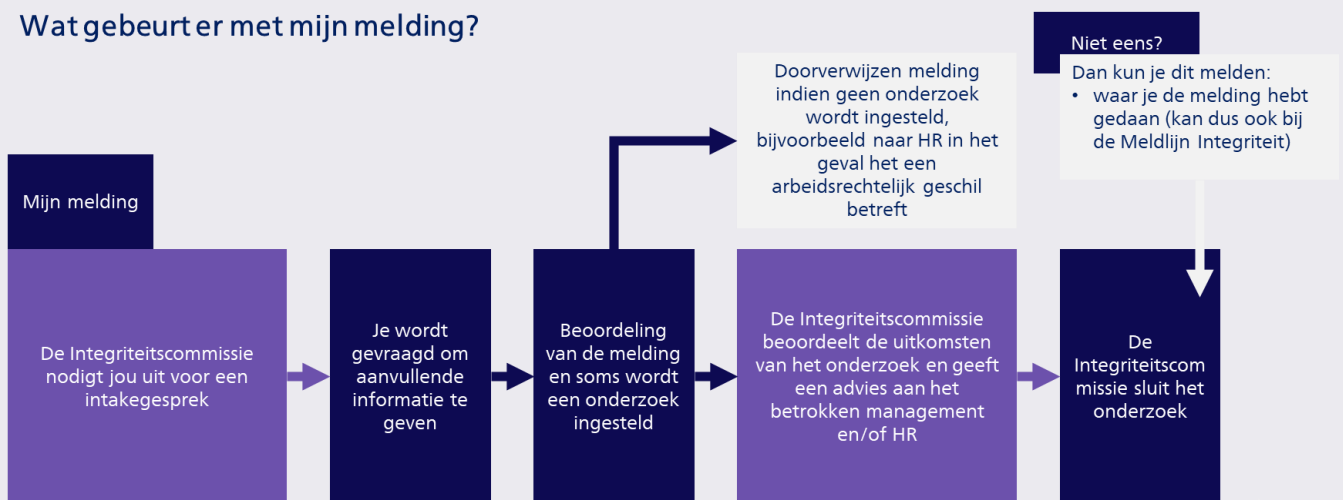 Wat gebeurt er met mijn melding?
Niet eens?
Dan kun je dit melden:
• waar je de melding hebt
gedaan (kan dus ook bij
de Meldlijn Integriteit)
Doorverwijzen melding
indien geen onderzoek
wordt ingesteld,
bijvoorbeeld naar HR in het
geval het een
arbeidsrechtelijk geschil
betreft
Mijn melding
De Integriteitscommissie
nodigt jou uit voor een
intakegesprek
Je wordt
gevraagd om
aanvullende
informatie te
geven
Beoordeling
van de melding
en soms wordt
een onderzoek
ingesteld
De Integriteitscommissie
beoordeelt de uitkomsten
van het onderzoek en geeft
een advies aan het
betrokken management
en/of HR
De
Integriteitscom
missie sluit het
onderzoek